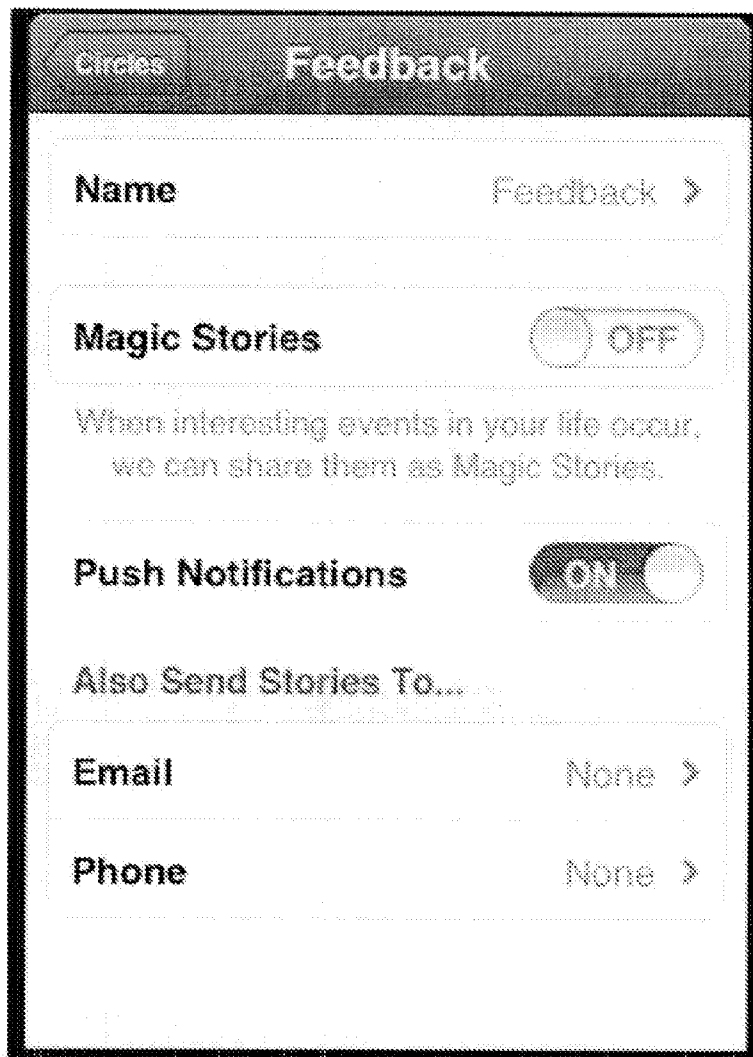 Circles Feedback
Name Feedback >
Magic Stories OFF
When interesting events in your life occur,
we can share them as Magic Stories.
Push Notifications ON
Also Send Stories To...
Email None >
Phone None >